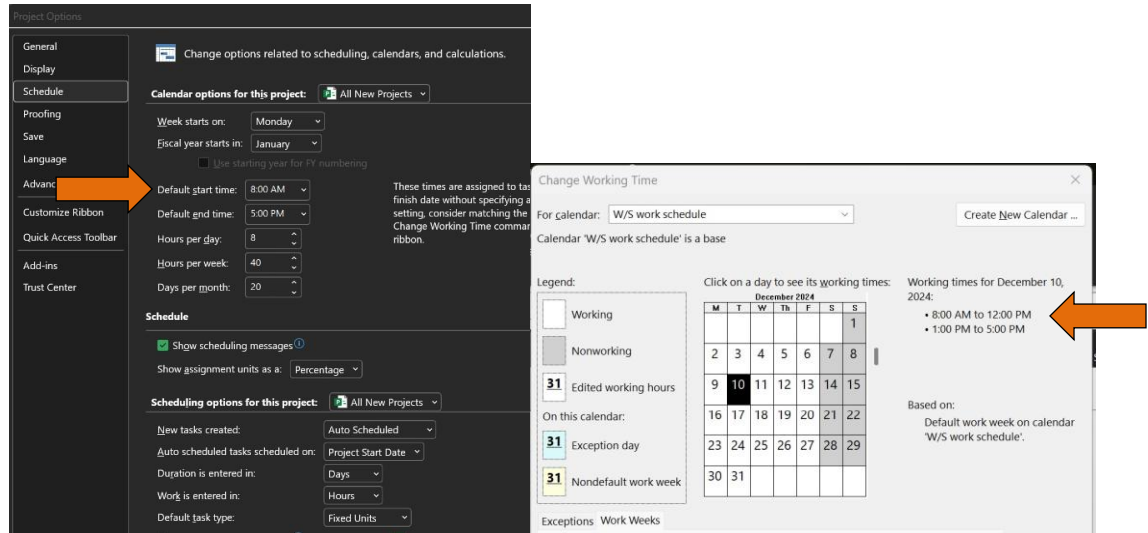 Project Options
General
Display
Schedule
Proofing
Save
Language
Customize Ribbon
Quick Access Toolbar
Add-ins
Trust Center
Change options related to scheduling, calendars, and calculations.
Calendar options for this project: All New Projects
Week starts on: Monday
Fiscal year starts in: January
Use starting year for FY numbering
Default start time: 8:00 AM
Default end time: 5:00 PM
Hours per day: 8
Hours per week: 40
Days per month: 20
These times are assigned to
finish date without specifying
setting, consider matching the
Change Working Time
ribbon.
Schedule
Show scheduling messages
Show assignment units as a: Percentage
Scheduling options for this project: All New Projects
New tasks created: Auto Scheduled
Auto scheduled tasks scheduled on: Project Start Date
Duration is entered in: Days
Work is entered in: Hours
Default task type: Fixed Units
Change Working Time
For calendar: W/S work schedule
Create New Calendar ...
Calendar 'W/S work schedule' is a base
Legend:
Working
Nonworking
31 Edited working hours
On this calendar:
31 Exception day
31 Nondefault work week
Click on a day to see its working times:
December 2024
M T W Th F S S
1
2 3 4 5 6 7 8
9 10 11 12 13 14 15
16 17 18 19 20 21 22
23 24 25 26 27 28 29
30 31
Working times for December 10,
2024:
• 8:00 AM to 12:00 PM
• 1:00 PM to 5:00 PM
Based on:
Default work week on calendar
'W/S work schedule'.
Exceptions Work Weeks